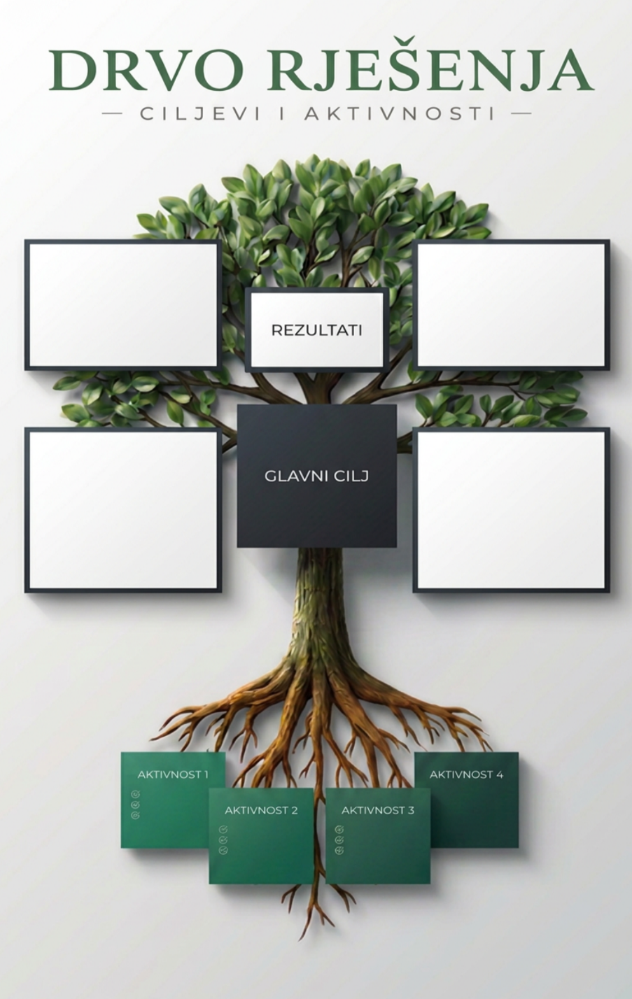 DRVO RJEŠENJA
— CILJEVI I AKTIVNOSTI —
REZULTATI
GLAVNI CILJ
AKTIVNOST 1
AKTIVNOST 2
AKTIVNOST 3
AKTIVNOST 4